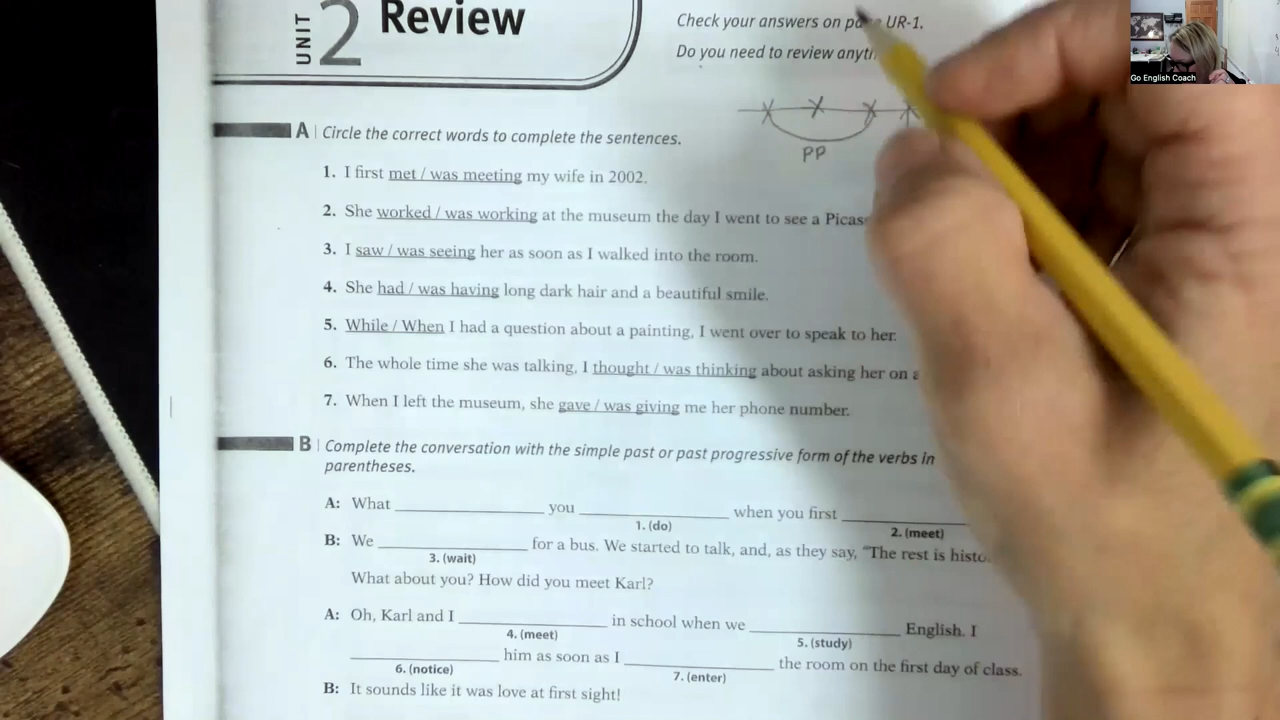 UNIT 2 Review
Check your answers on pa UR-1.
Do you need to review
Go English Coach
PP
A Circle the correct words to complete the sentences.
1. I first met / was meeting my wife in 2002.
2. She worked / was working at the museum the day I went to see a
3. I saw / was seeing her as soon as I walked into the room.
4. She had / was having long dark hair and a beautiful smile.
5. While / When I had a question about a painting, I went over to speak to her.
6. The whole time she was talking, I thought / was thinking about asking her on
7. When I left the museum, she gave / was giving me her phone number.
B Complete the conversation with the simple past or past progressive form of the verbs in
parentheses.
A: What ____ you ____ when you first ____
1. (do) 2. (meet)
B: We ____ for a bus. We started to talk, and, as they say, "The rest is
3. (wait)
What about you? How did you meet Karl?
A: Oh, Karl and I ____ in school when we ____ English. I
4. (meet) 5. (study)
____ him as soon as I ____ the room on the first day of class.
6. (notice) 7. (enter)
B: It sounds like it was love at first sight!